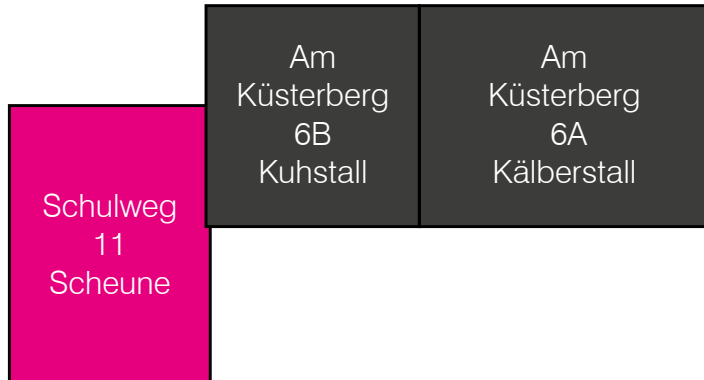 Am
Küsterberg
6B
Kuhstall
Am
Küsterberg
6A
Kälberstall
Schulweg
11
Scheune